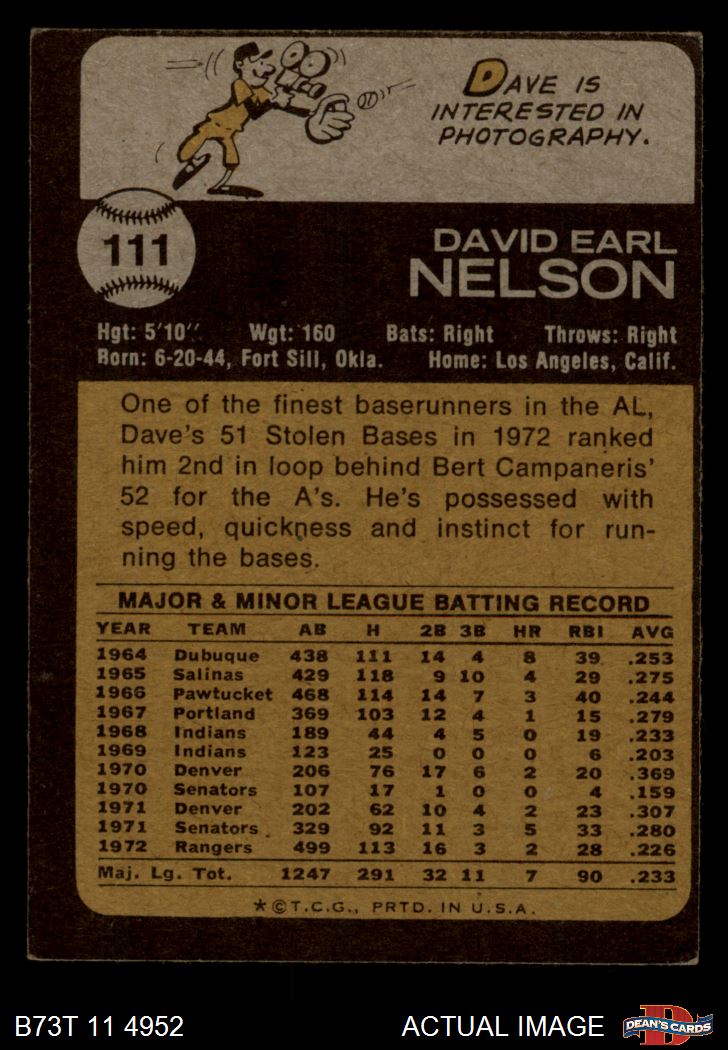 DAVE IS
INTERESTED IN
PHOTOGRAPHY.
111
DAVID EARL
NELSON
Hgt: 5'10" Wgt: 160 Bats: Right Throws: Right
Born: 6-20-44, Fort Sill, Okla. Home: Los Angeles, Calif.
One of the finest baserunners in the AL,
Dave's 51 Stolen Bases in 1972 ranked
him 2nd in loop behind Bert Campaneris'
52 for the A's. He's possessed with
speed, quickness and instinct for run-
ning the bases.
MAJOR & MINOR LEAGUE BATTING RECORD
YEAR TEAM AB H 2B 3B HR RBI AVG
1964 Dubuque 438 111 14 4 8 39 .253
1965 Salinas 429 118 9 10 4 29 .275
1966 Pawtucket 468 114 14 7 3 40 .244
1967 Portland 369 103 12 4 1 15 .279
1968 Indians 189 44 4 5 0 19 .233
1969 Indians 123 25 0 0 0 6 .203
1970 Denver 206 76 17 6 2 20 .369
1970 Senators 107 17 1 0 0 4 .159
1971 Denver 202 62 10 4 2 23 .307
1971 Senators 329 92 11 3 5 33 .280
1972 Rangers 499 113 16 3 2 28 .226
Maj. Lg. Tot. 1247 291 32 11 7 90 .233
*©T.C.G., PRTD. IN U.S.A.
B73T 11 4952 ACTUAL IMAGE D DEAN'S CARDS